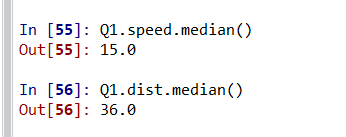 In [55]: Q1.speed.median()
Out[55]: 15.0
In [56]: Q1.dist.median()
Out[56]: 36.0